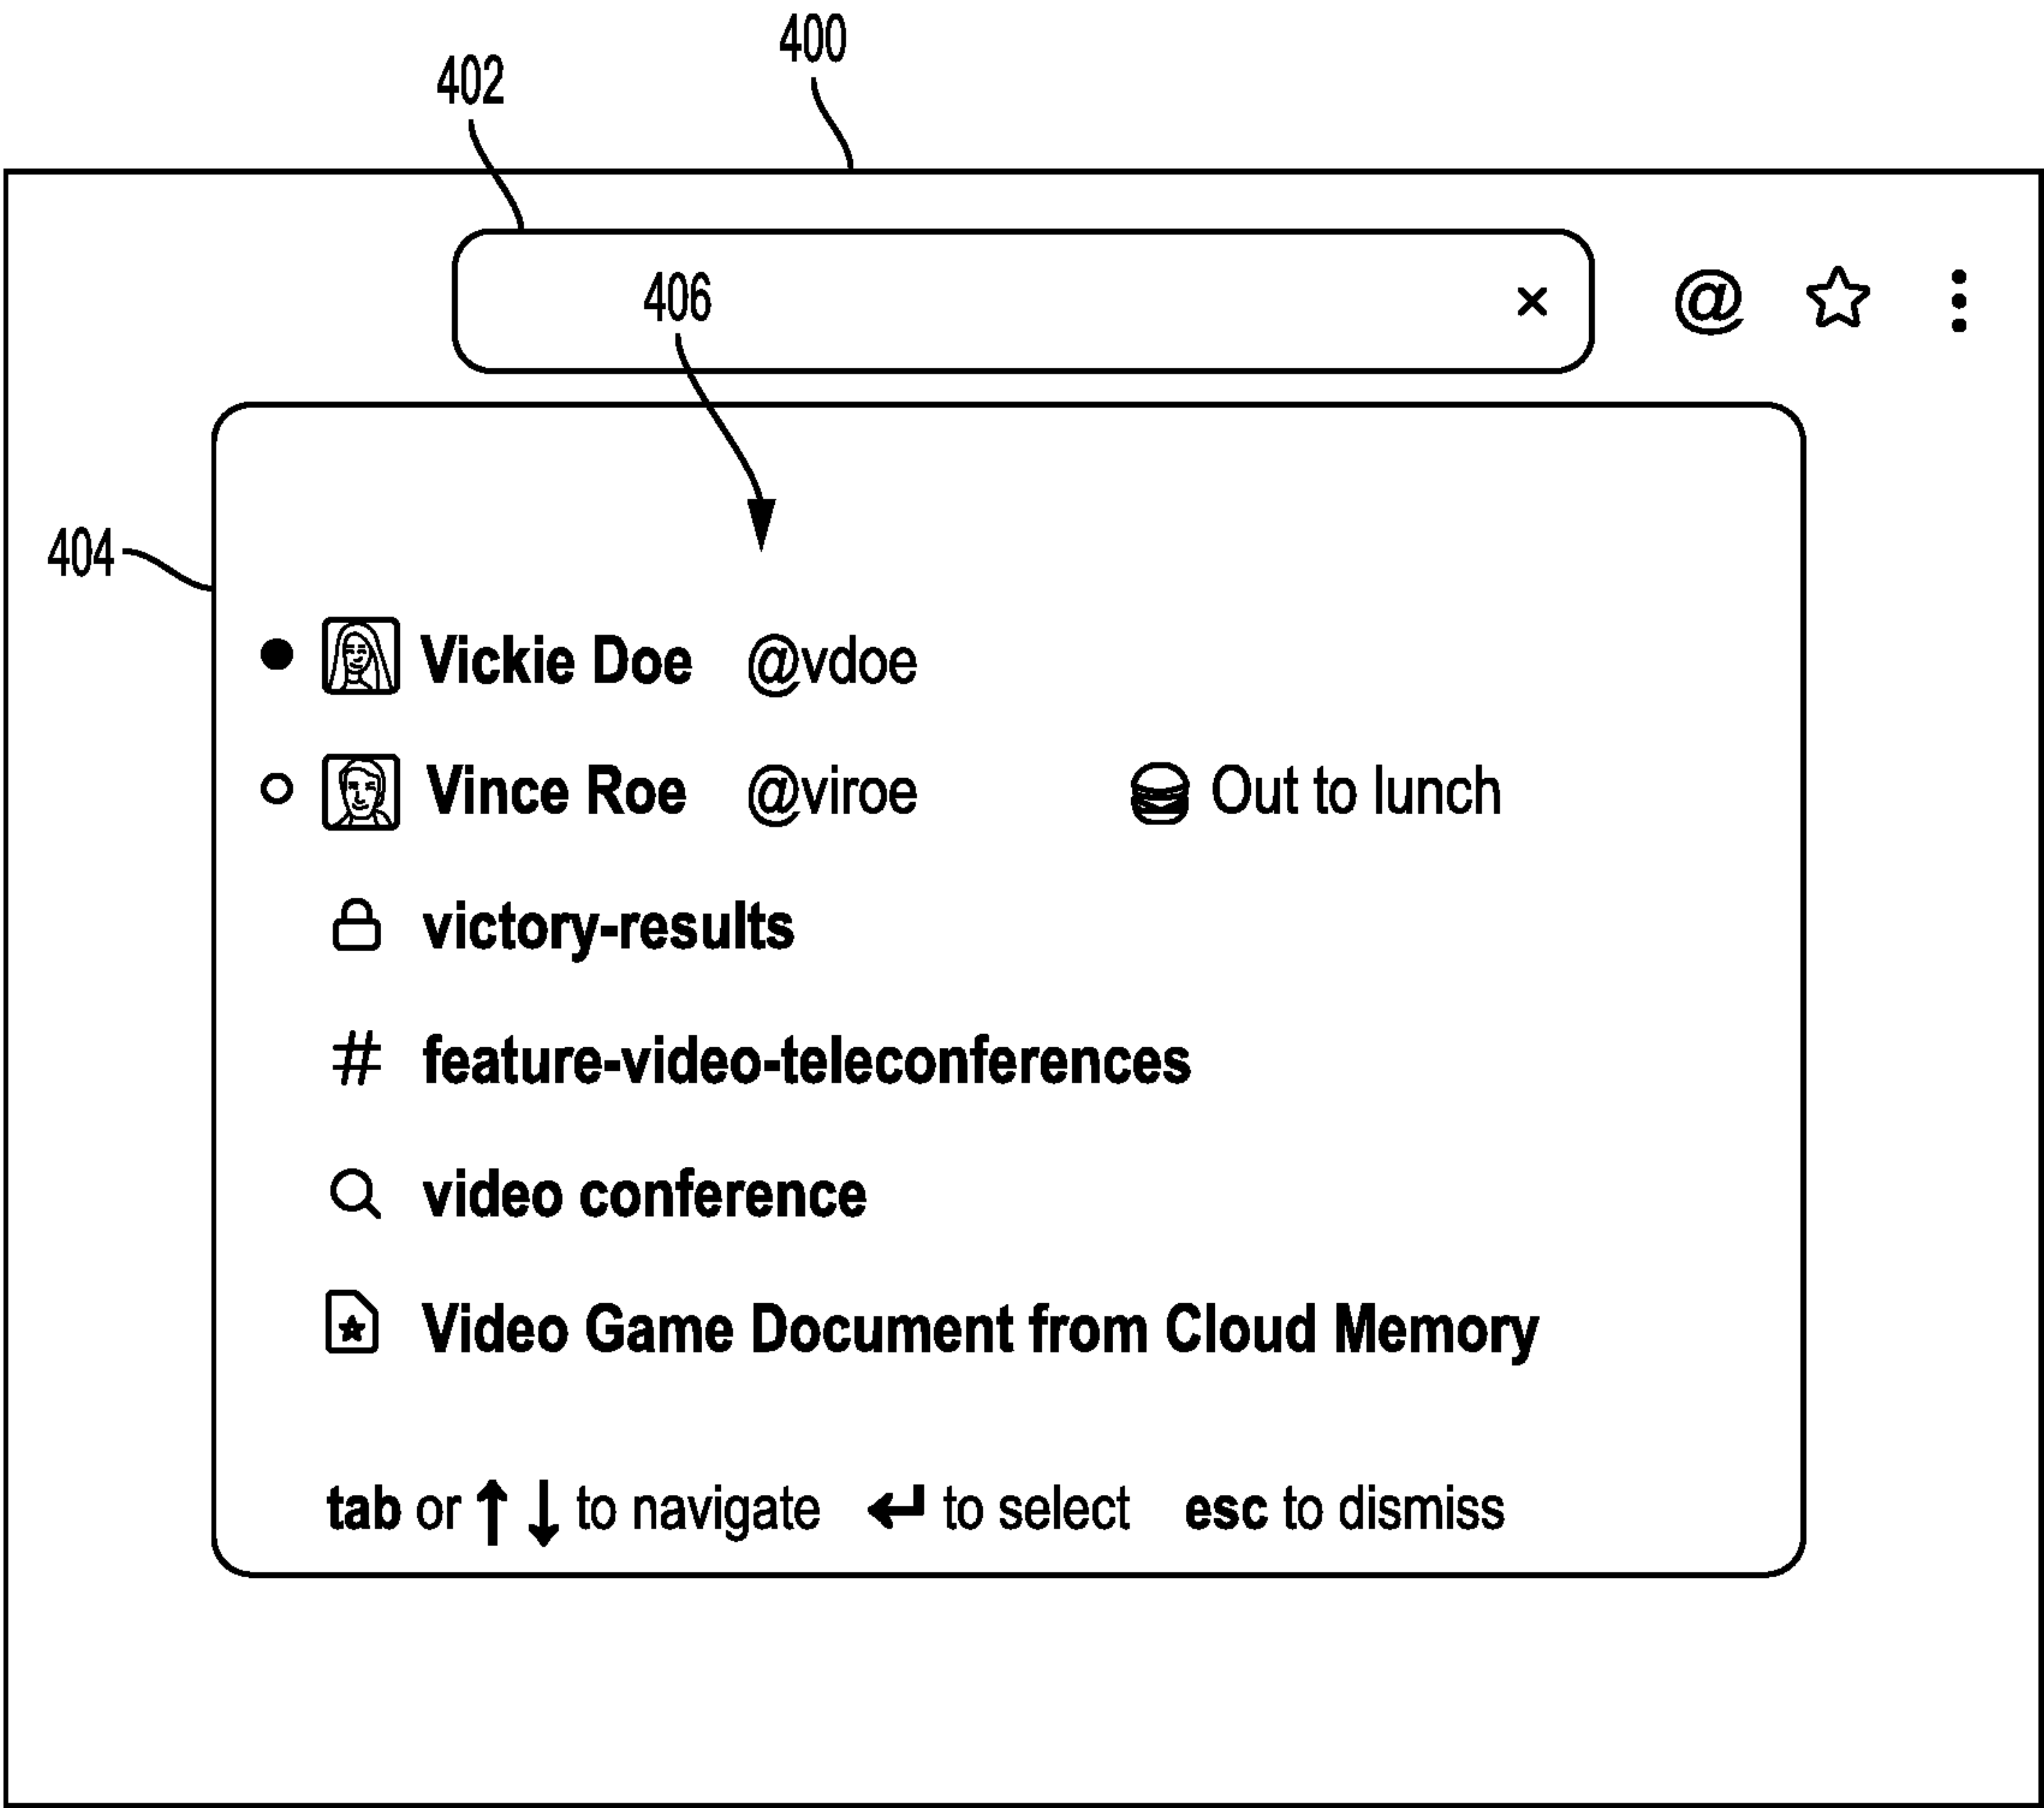 400
402
406
×
@
404
Vickie Doe @vdoe
Vince Roe @viroe Out to lunch
victory-results
# feature-video-teleconferences
video conference
Video Game Document from Cloud Memory
tab or ↑ ↓ to navigate ↵ to select esc to dismiss